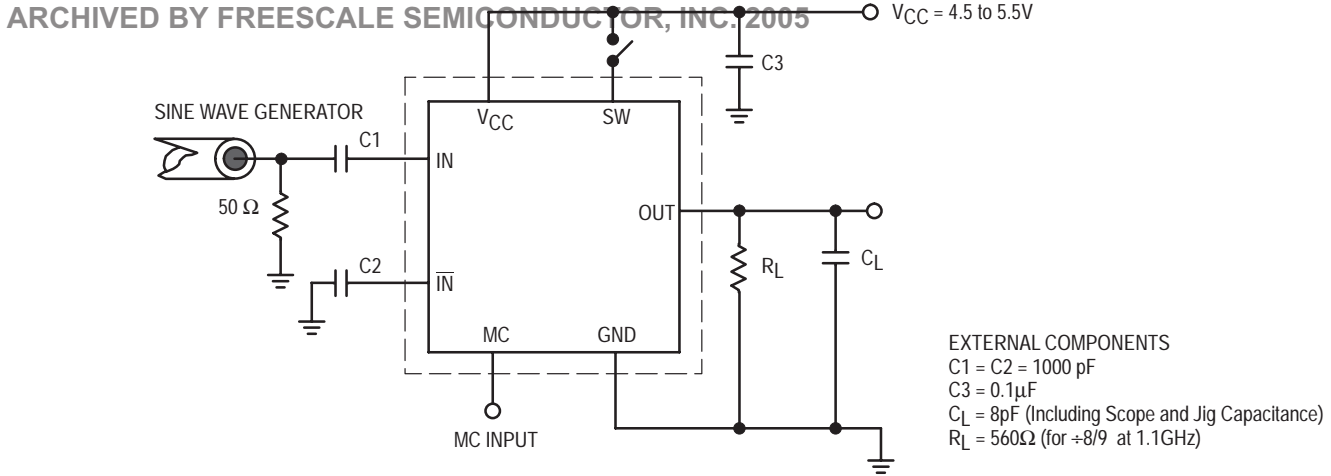 ARCHIVED BY FREESCALE SEMICONDUCTOR, INC. 2005
VCC = 4.5 to 5.5V
C3
SINE WAVE GENERATOR
VCC
SW
C1
IN
50 Ω
OUT
C2
IN
RL
CL
MC
GND
MC INPUT
EXTERNAL COMPONENTS
C1 = C2 = 1000 pF
C3 = 0.1μF
CL = 8pF (Including Scope and Jig Capacitance)
RL = 560Ω (for ÷8/9 at 1.1GHz)